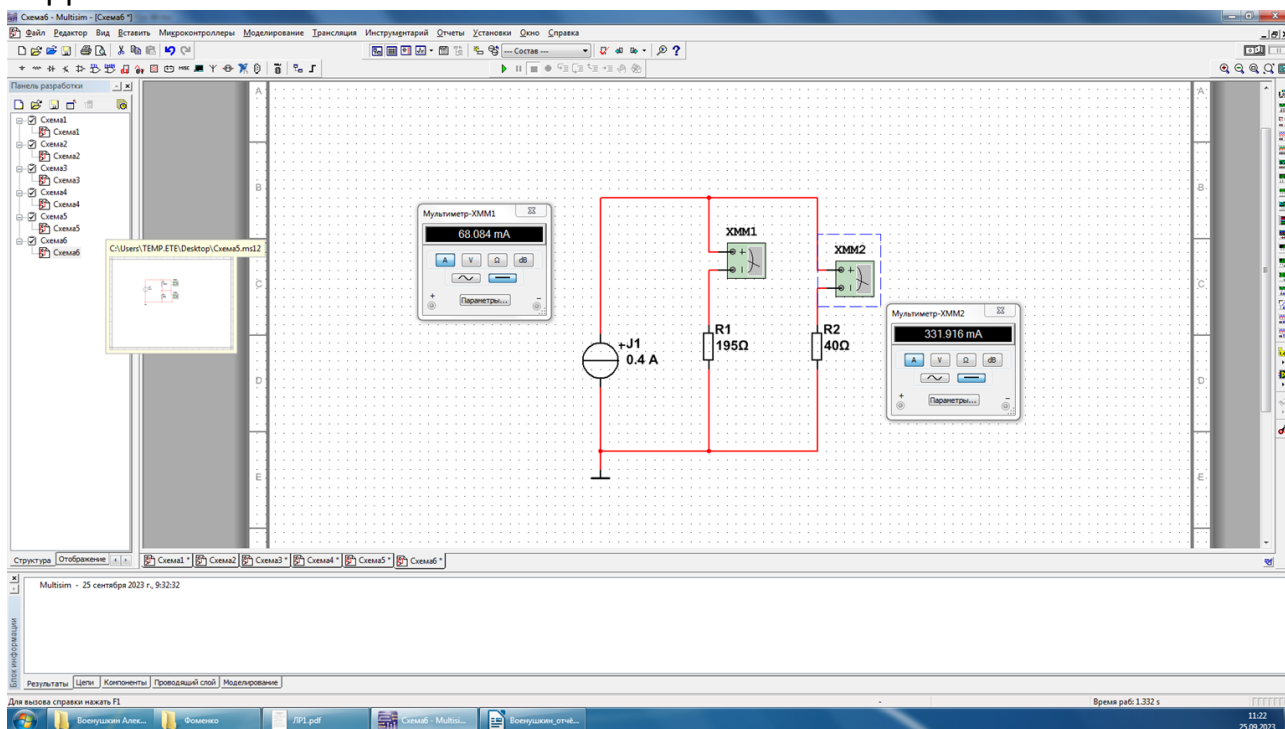 Схема6 - Multisim - [Схема6 *]
Файл Редактор Вид Вставить Микроконтроллеры Моделирование Трансляция Инструментарий Отчеты Установки Окно Справка
--- Состав ---
Панель разработки
Схема1
Схема1
Схема2
Схема2
Схема3
Схема3
Схема4
Схема4
Схема5
Схема5
Схема6
Схема6
C:\Users\TEMP.ETE\Desktop\Схема5.ms12
A
B
C
D
E
A
B
C
D
E
Мультиметр-XMM1
68.084 mA
A V Ω dB
+ Параметры... -
XMM1
XMM2
J1
0.4 A
R1
195Ω
R2
40Ω
Мультиметр-XMM2
331.916 mA
A V Ω dB
+ Параметры... -
Структура Отображение
Схема1 * Схема2 Схема3 * Схема4 * Схема5 * Схема6 *
Multisim - 25 сентября 2023 г., 9:32:32
Блок информации
Результаты Цепи Компоненты Проводящий слой Моделирование
Для вызова справки нажать F1
-
Время раб: 1.332 s
Военушкин Алек... Фоменко ЛР1.pdf Схема6 - Multisi... Военушкин_отчё...
11:22
25.09.2023